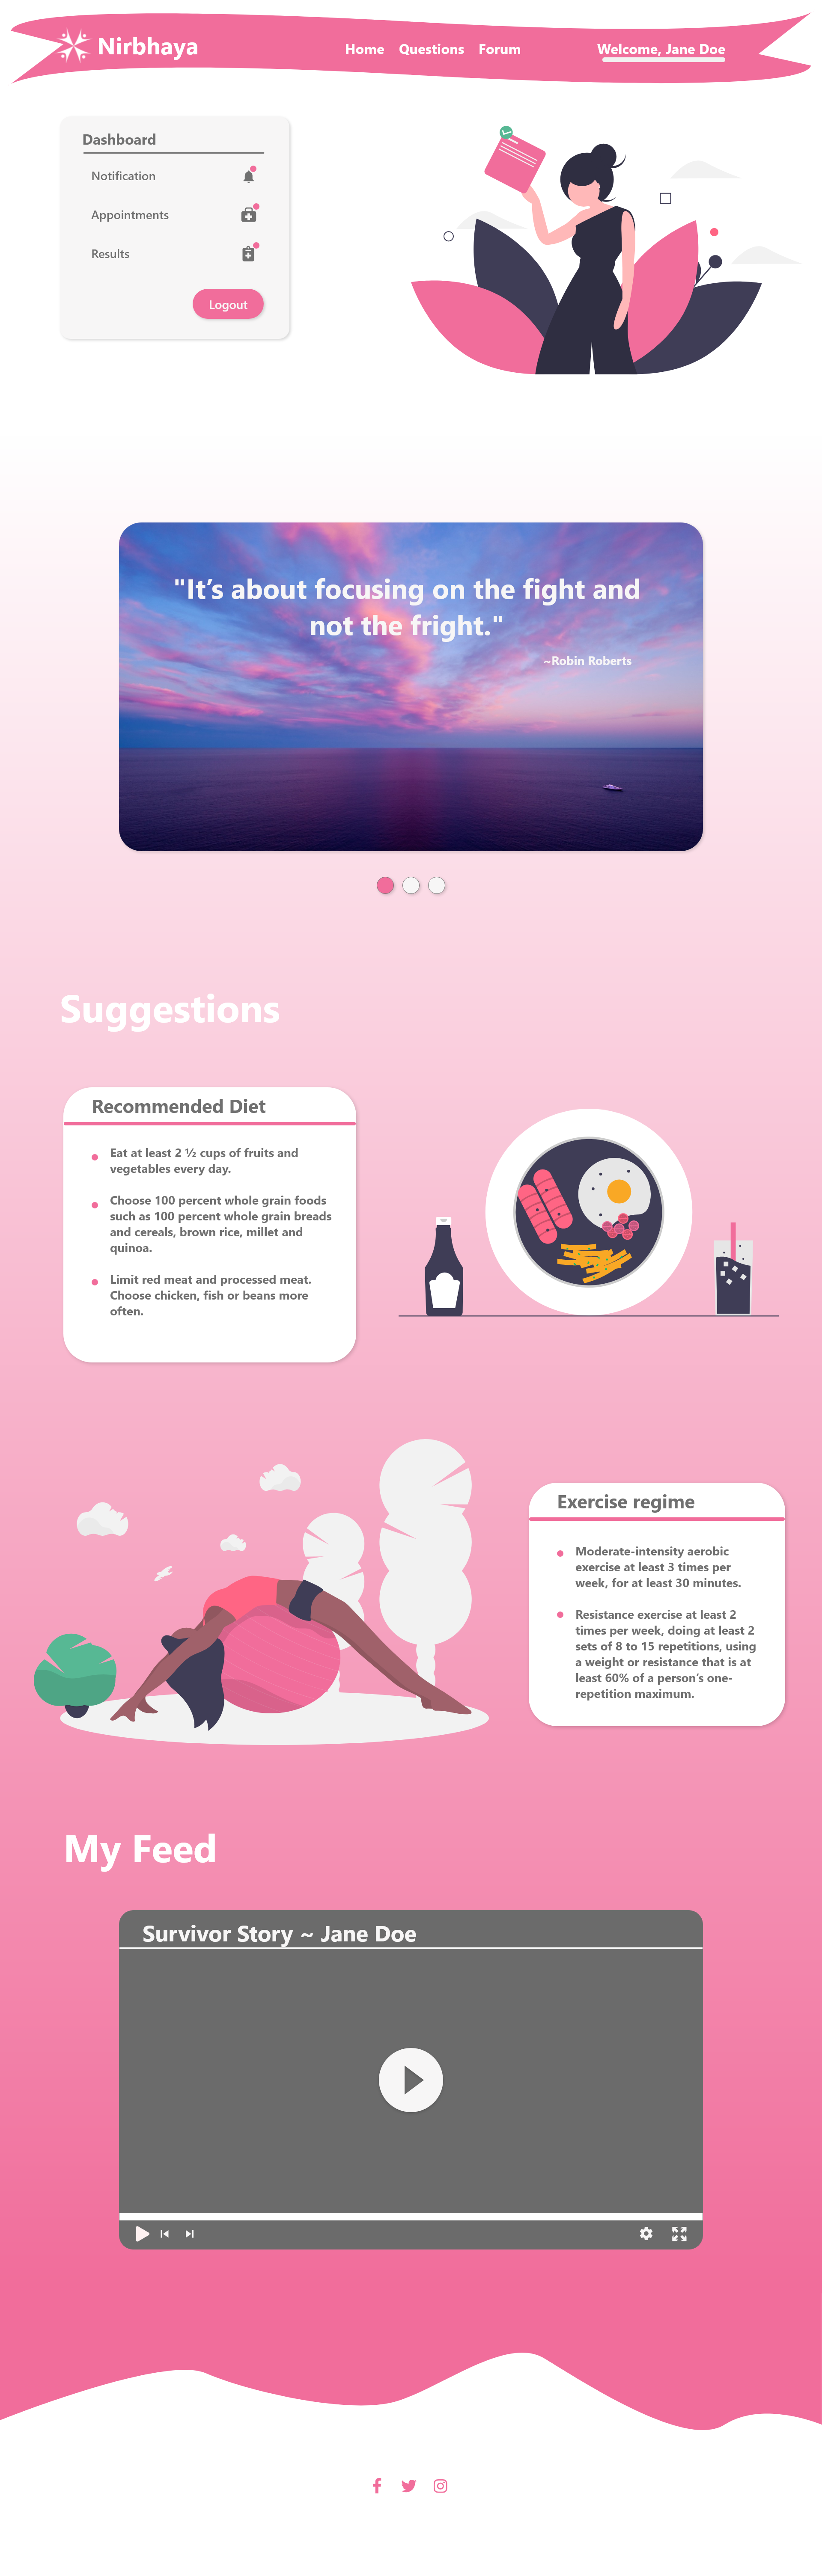 Nirbhaya
Home Questions Forum
Welcome, Jane Doe
Dashboard
Notification
Appointments
Results
Logout
"It’s about focusing on the fight and
not the fright."
~Robin Roberts
Suggestions
Recommended Diet
Eat at least 2 ½ cups of fruits and
vegetables every day.
Choose 100 percent whole grain foods
such as 100 percent whole grain breads
and cereals, brown rice, millet and
quinoa.
Limit red meat and processed meat.
Choose chicken, fish or beans more
often.
Exercise regime
Moderate-intensity aerobic
exercise at least 3 times per
week, for at least 30 minutes.
Resistance exercise at least 2
times per week, doing at least 2
sets of 8 to 15 repetitions, using
a weight or resistance that is at
least 60% of a person’s one-
repetition maximum.
My Feed
Survivor Story ~ Jane Doe